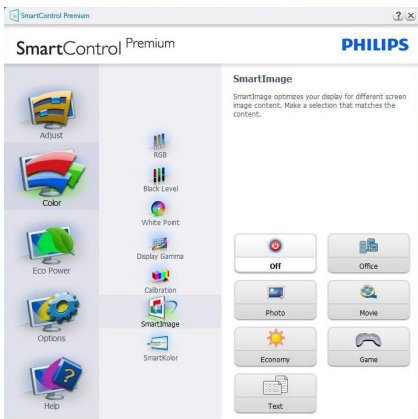 SmartControl Premium
SmartControl Premium
PHILIPS
Adjust
Color
Eco Power
Options
Help
RGB
Black Level
White Point
Display Gamma
Calibration
SmartImage
SmartKolor
SmartImage
SmartImage optimizes your display for different screen
image content. Make a selection that matches the
content.
Off
Office
Photo
Movie
Economy
Game
Text